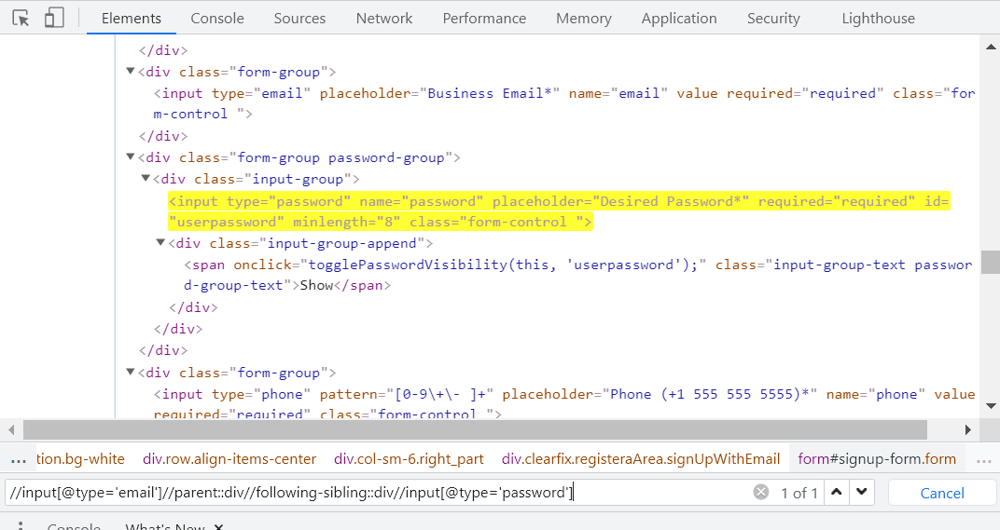 Elements Console Sources Network Performance Memory Application Security Lighthouse
</div>
<div class="form-group">
<input type="email" placeholder="Business Email*" name="email" value required="required" class="for
m-control ">
</div>
<div class="form-group password-group">
<div class="input-group">
<input type="password" name="password" placeholder="Desired Password*" required="required" id=
"userpassword" minlength="8" class="form-control ">
<div class="input-group-append">
<span onclick="togglePasswordVisibility(this, 'userpassword');" class="input-group-text passwor
d-group-text">Show</span>
</div>
</div>
</div>
<div class="form-group">
<input type="phone" pattern="[0-9\+\- ]+" placeholder="Phone (+1 555 555 5555)*" name="phone" value
required="required" class="form-control ">
... tion.bg-white div.row.align-items-center div.col-sm-6.right_part div.clearfix.registeraArea.signUpWithEmail form#signup-form.form ...
//input[@type='email']//parent::div//following-sibling::div//input[@type='password'] 1 of 1 Cancel
Console What's New